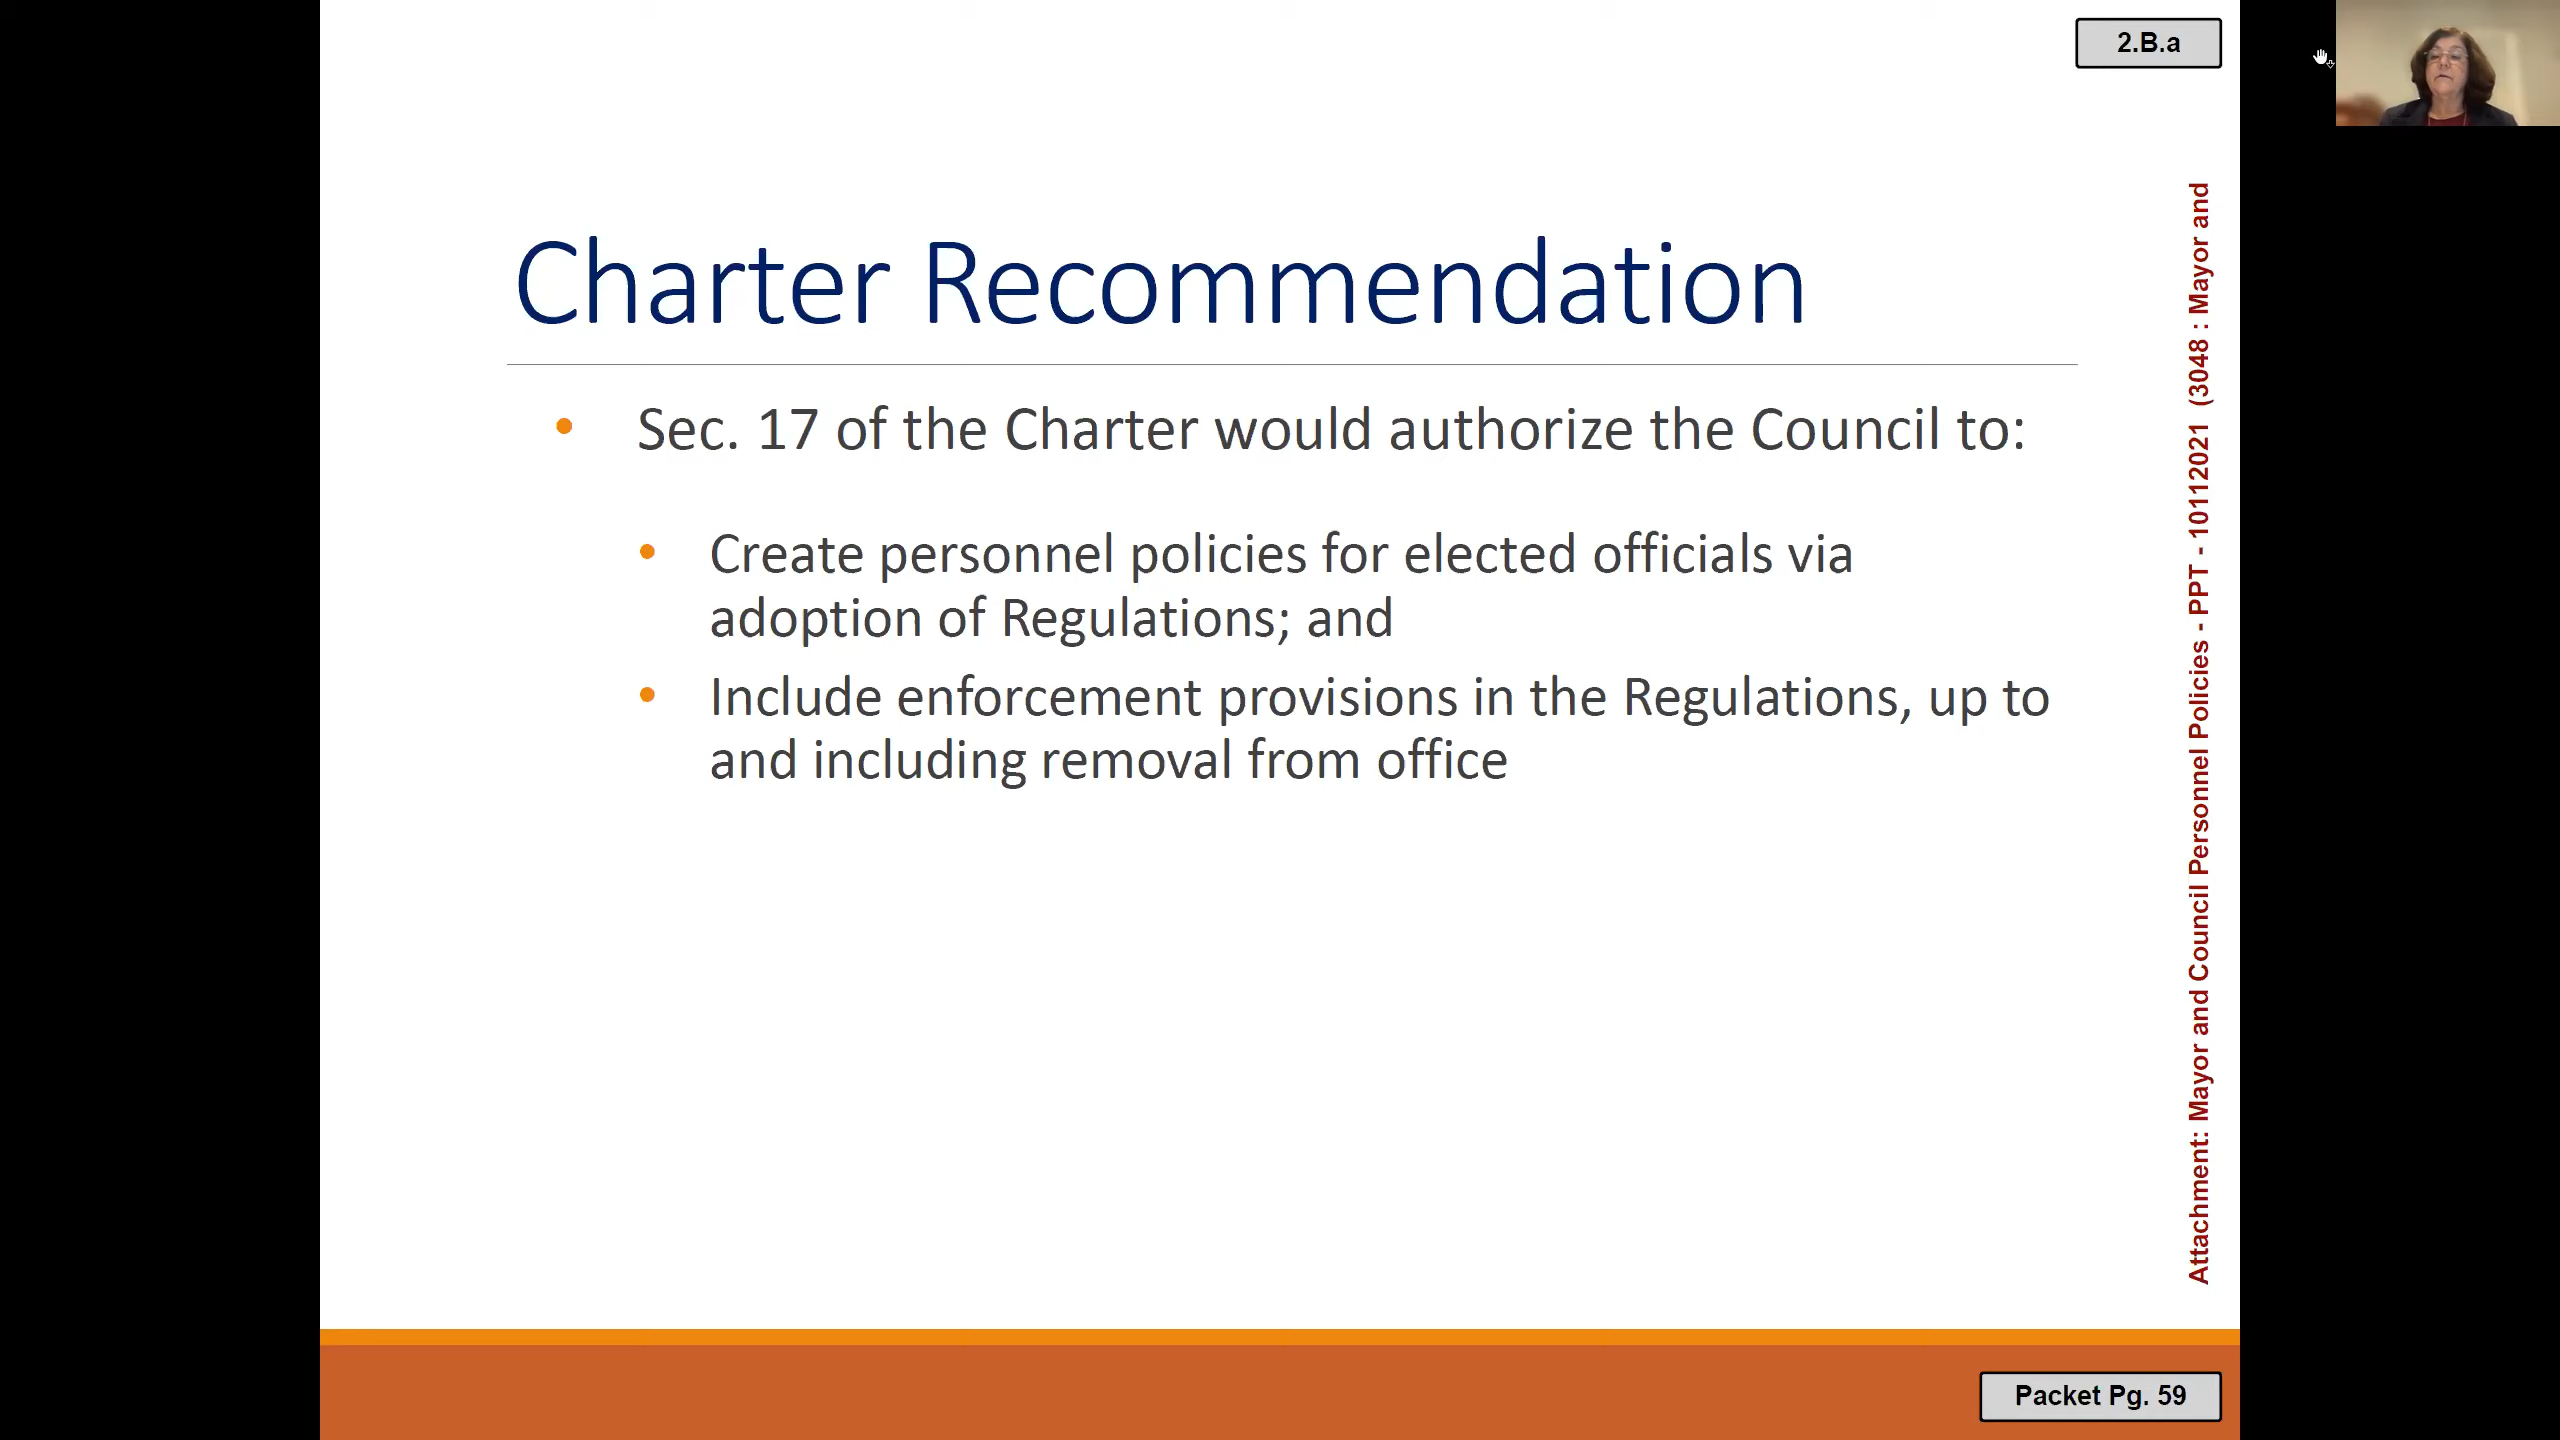 2.B.a
Charter Recommendation
Sec. 17 of the Charter would authorize the Council to:
Create personnel policies for elected officials via
adoption of Regulations; and
Include enforcement provisions in the Regulations, up to
and including removal from office
Attachment: Mayor and Council Personnel Policies - PPT - 10112021 (3048 : Mayor and
Packet Pg. 59